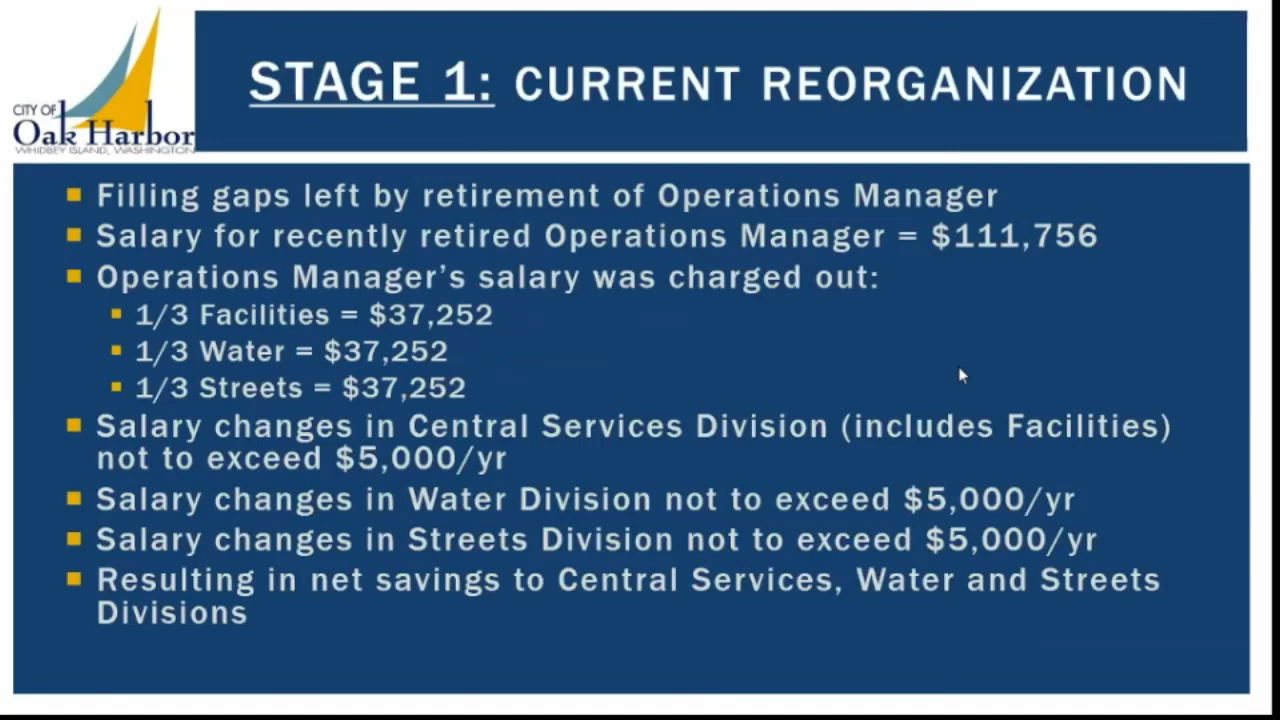 CITY OF
Oak Harbor
WHIDBEY ISLAND, WASHINGTON
STAGE 1: CURRENT REORGANIZATION
Filling gaps left by retirement of Operations Manager
Salary for recently retired Operations Manager = $111,756
Operations Manager’s salary was charged out:
1/3 Facilities = $37,252
1/3 Water = $37,252
1/3 Streets = $37,252
Salary changes in Central Services Division (includes Facilities)
not to exceed $5,000/yr
Salary changes in Water Division not to exceed $5,000/yr
Salary changes in Streets Division not to exceed $5,000/yr
Resulting in net savings to Central Services, Water and Streets
Divisions